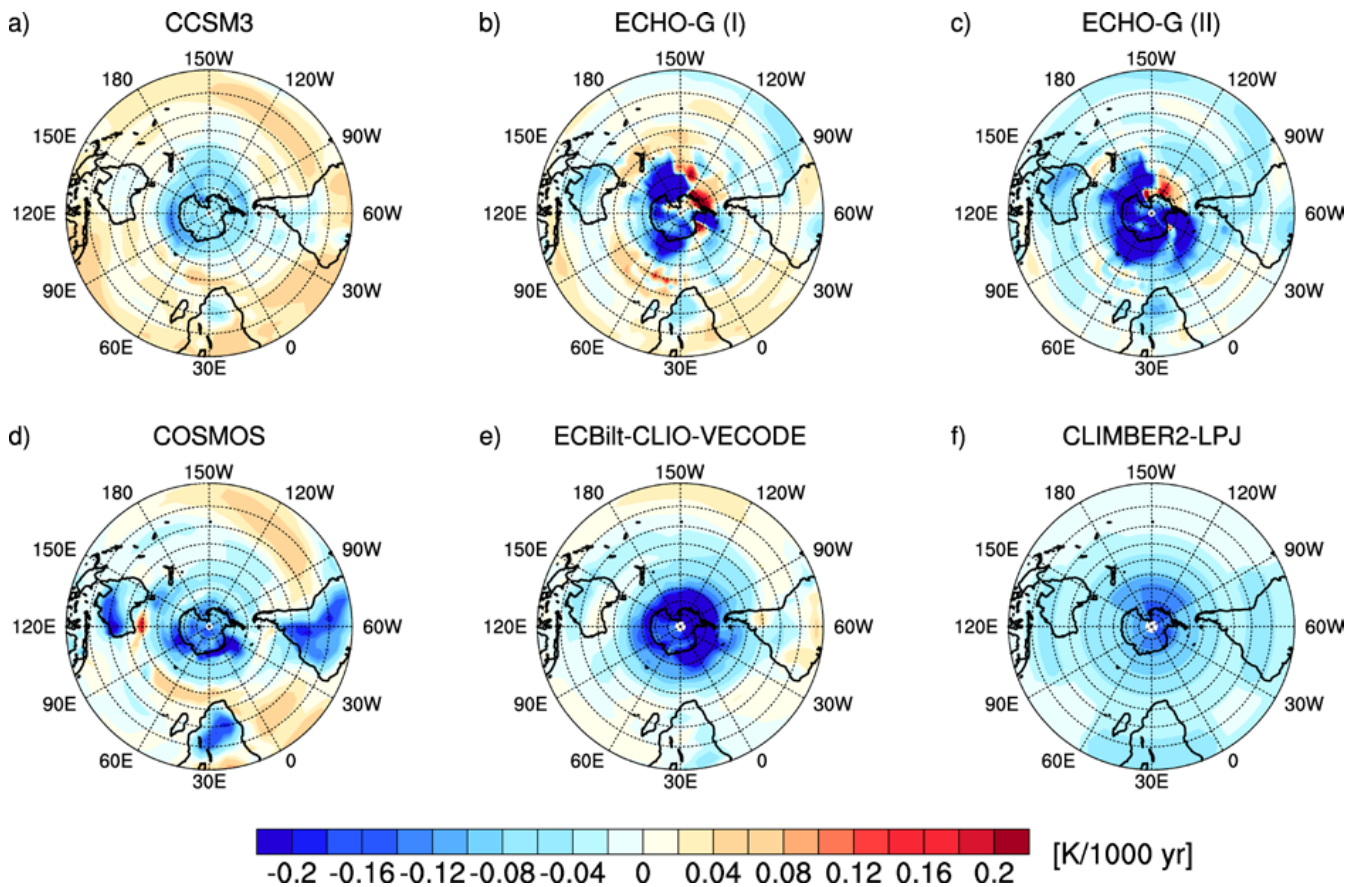 a) CCSM3 b) ECHO-G (I) c) ECHO-G (II)
150W 150W 150W
180 120W 180 120W 180 120W
150E 90W 150E 90W 150E 90W
120E 60W 120E 60W 120E 60W
90E 30W 90E 30W 90E 30W
60E 0 60E 0 60E 0
30E 30E 30E
d) COSMOS e) ECBilt-CLIO-VECODE f) CLIMBER2-LPJ
150W 150W 150W
180 120W 180 120W 180 120W
150E 90W 150E 90W 150E 90W
120E 60W 120E 60W 120E 60W
90E 30W 90E 30W 90E 30W
60E 0 60E 0 60E 0
30E 30E 30E
-0.2 -0.16 -0.12 -0.08 -0.04 0 0.04 0.08 0.12 0.16 0.2 [K/1000 yr]